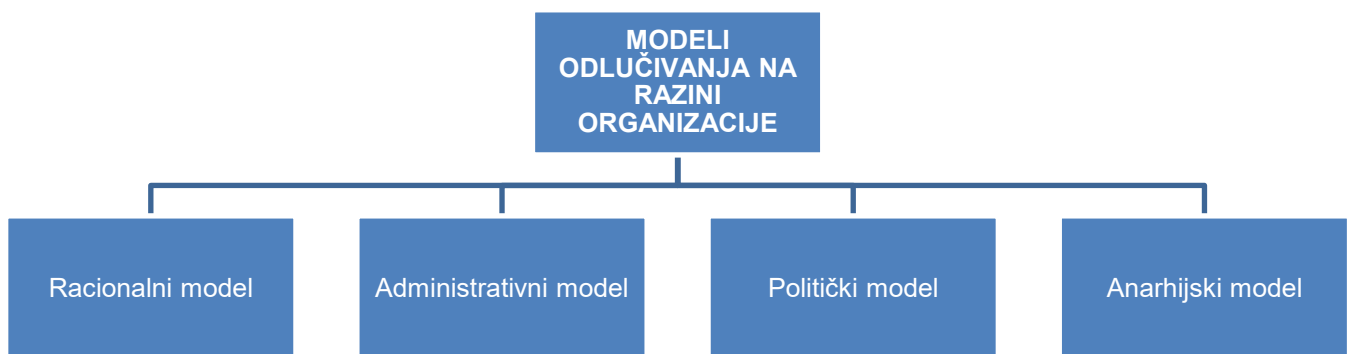 MODELI
ODLUČIVANJA NA
RAZINI
ORGANIZACIJE
Racionalni model
Administrativni model
Politički model
Anarhijski model